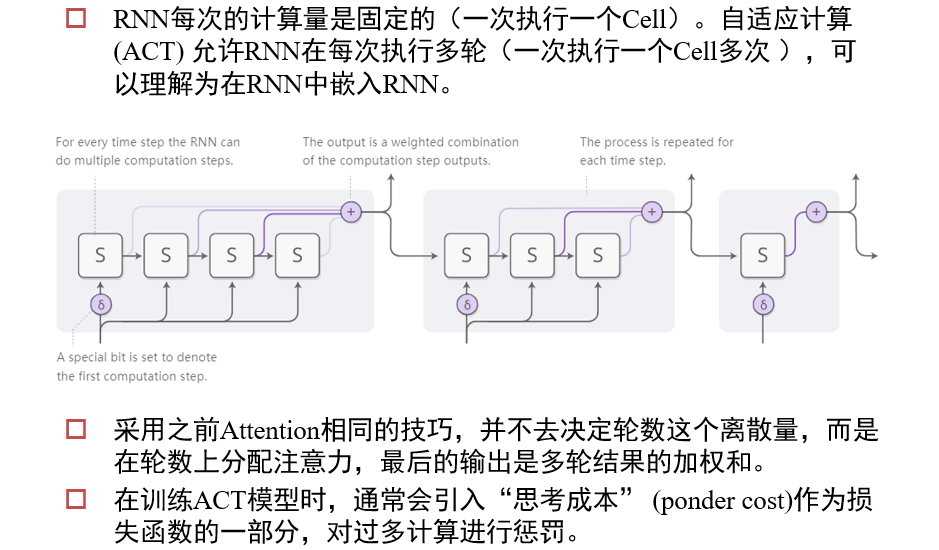 RNN每次的计算量是固定的（一次执行一个Cell）。自适应计算
(ACT) 允许RNN在每次执行多轮（一次执行一个Cell多次 ），可
以理解为在RNN中嵌入RNN。
For every time step the RNN can
do multiple computation steps.
The output is a weighted combination
of the computation step outputs.
The process is repeated for
each time step.
+
+
+
S
S
S
S
S
S
S
S
δ
δ
δ
A special bit is set to denote
the first computation step.
采用之前Attention相同的技巧，并不去决定轮数这个离散量，而是
在轮数上分配注意力，最后的输出是多轮结果的加权和。
在训练ACT模型时，通常会引入“思考成本” (ponder cost)作为损
失函数的一部分，对过多计算进行惩罚。